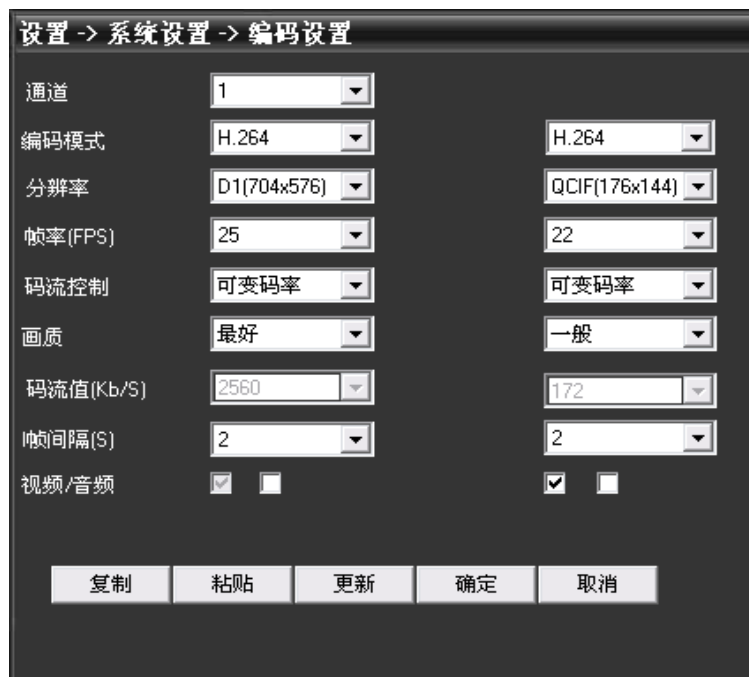 设置 -> 系统设置 -> 编码设置
通道 1
编码模式 H.264 H.264
分辨率 D1(704x576) QCIF(176x144)
帧率(FPS) 25 22
码流控制 可变码率 可变码率
画质 最好 一般
码流值(Kb/S) 2560 172
I帧间隔(S) 2 2
视频/音频
复制 粘贴 更新 确定 取消